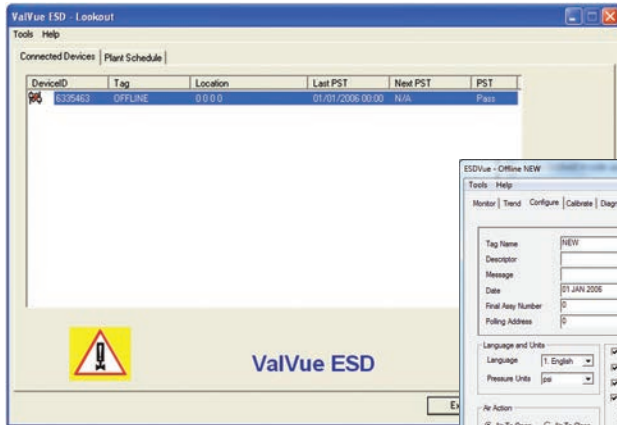 ValVue ESD - Lookout
Tools Help
Connected Devices Plant Schedule
DeviceID Tag Location Last PST Next PST PST
6335463 OFFLINE 0 0 0 0 01/01/2006 00:00 N/A Pass
ValVue ESD
ESDVue - Offline NEW
Tools Help
Monitor Trend Configure Calibrate
Tag Name NEW
Descriptor
Message
Date 01 JAN 2006
Final Assy Number 0
Polling Address 0
Language and Units
Language 1. English
Pressure Units psi
Air Action